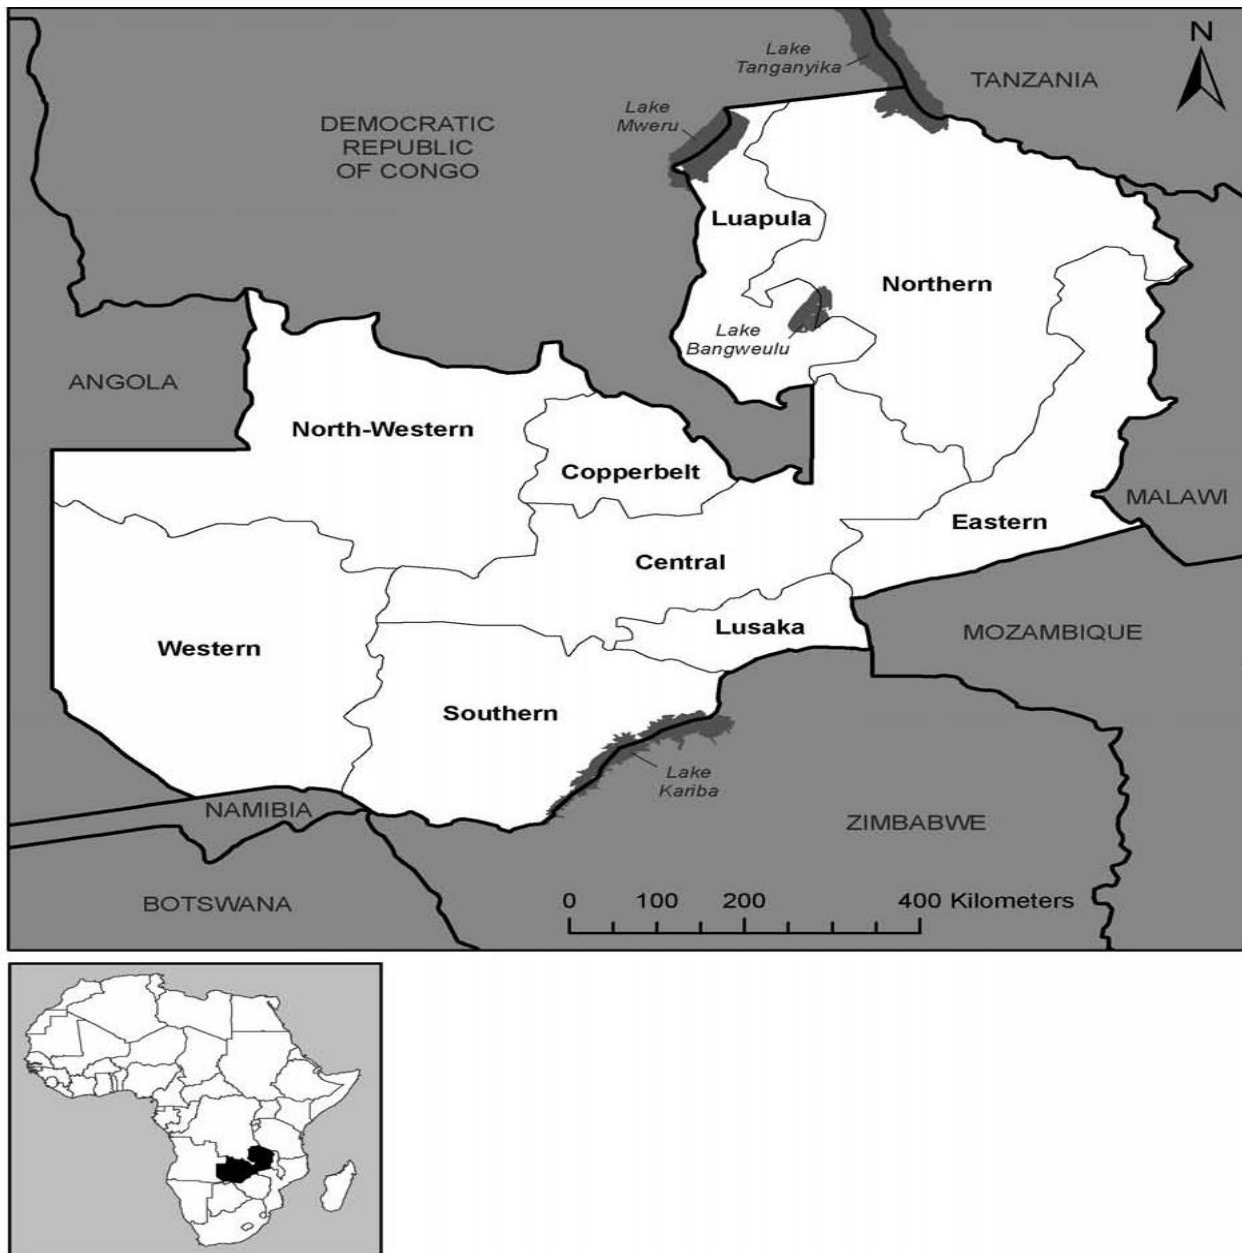 N
Lake
Tanganyika
TANZANIA
Lake
Mweru
DEMOCRATIC
REPUBLIC
OF CONGO
Luapula
Northern
Lake
Bangweulu
ANGOLA
North-Western
Copperbelt
MALAWI
Eastern
Central
Lusaka
MOZAMBIQUE
Western
Southern
Lake
Kariba
NAMIBIA
ZIMBABWE
BOTSWANA
0 100 200 400 Kilometers